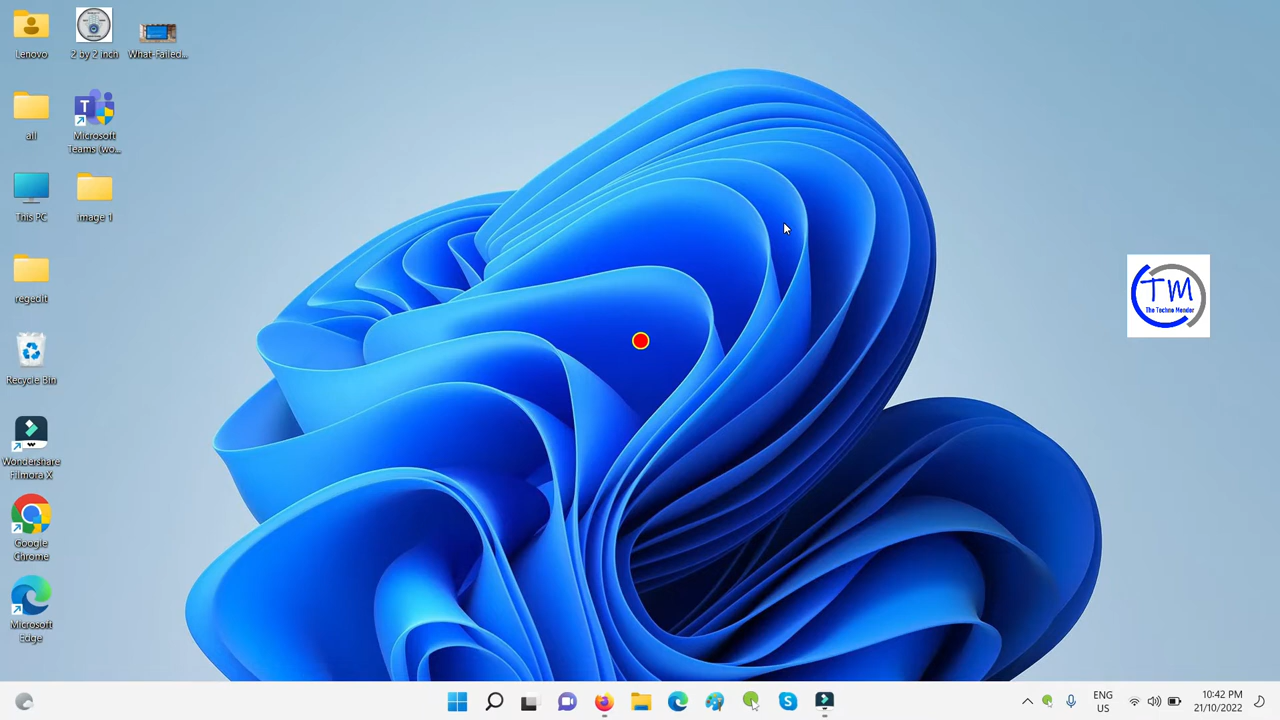 Lenovo
2 by 2 inch
What Failed...
all
Microsoft
Teams (wo...
This PC
image 1
regedit
Recycle Bin
Wondershare
Filmora X
Google
Chrome
Microsoft
Edge
TM
The Techno Mender
ENG
US
10:42 PM
21/10/2022